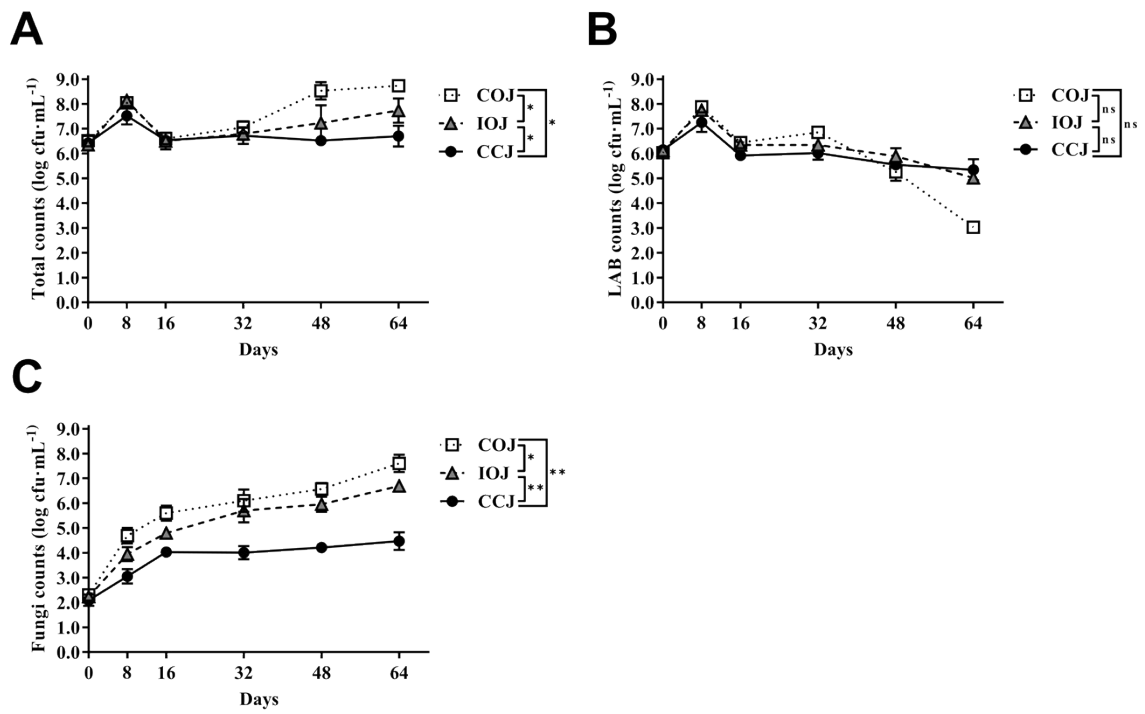 A
Total counts (log cfu·mL⁻¹)
9.0
8.0
7.0
6.0
5.0
4.0
3.0
2.0
1.0
0.0
0 8 16 32 48 64
Days
COJ
IOJ
CCJ
*
*
*
B
LAB counts (log cfu·mL⁻¹)
9.0
8.0
7.0
6.0
5.0
4.0
3.0
2.0
1.0
0.0
0 8 16 32 48 64
Days
COJ
IOJ
CCJ
ns
ns
ns
C
Fungi counts (log cfu·mL⁻¹)
9.0
8.0
7.0
6.0
5.0
4.0
3.0
2.0
1.0
0.0
0 8 16 32 48 64
Days
COJ
IOJ
CCJ
*
**
**